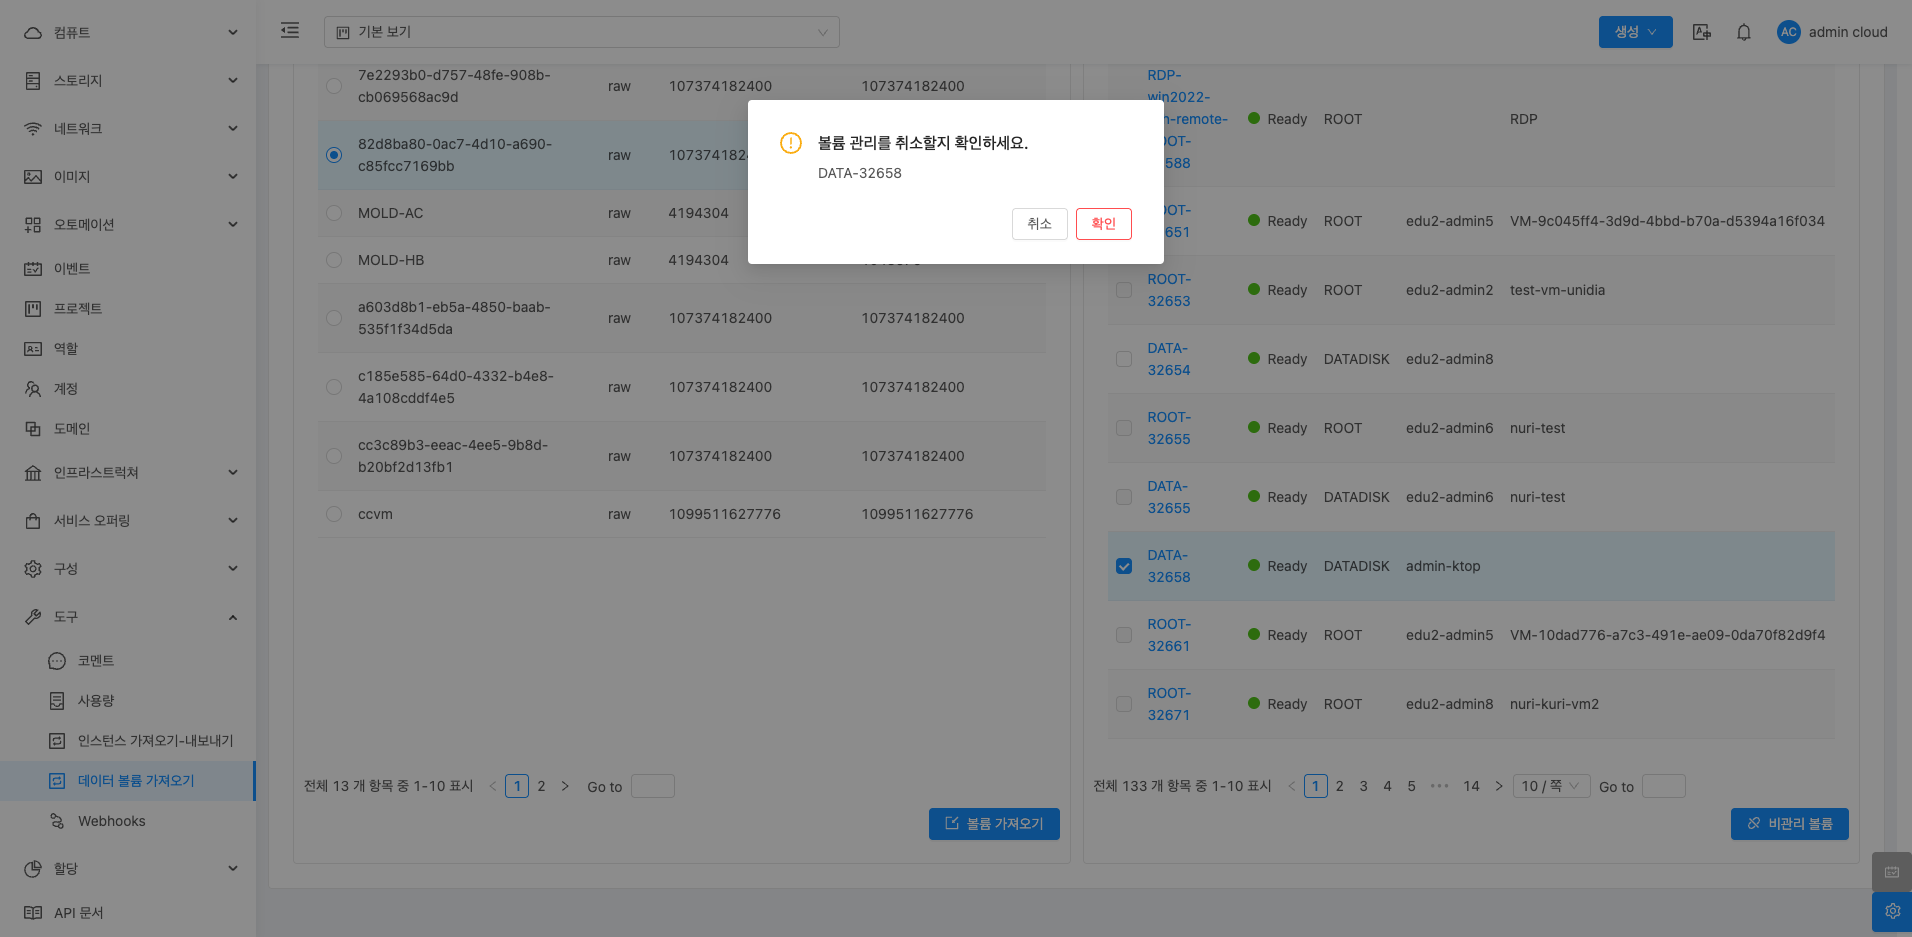 컴퓨트
스토리지
네트워크
이미지
오토메이션
이벤트
프로젝트
역할
계정
도메인
인프라스트럭쳐
서비스 오퍼링
구성
도구
코멘트
사용량
인스턴스 가져오기-내보내기
데이터 볼륨 가져오기
Webhooks
할당
API 문서
기본 보기
생성
AC admin cloud
7e2293b0-d757-48fe-908b-
cb069568ac9d
raw 107374182400 107374182400
82d8ba80-0ac7-4d10-a690-
c85fcc7169bb
raw
MOLD-AC raw 4194304
MOLD-HB raw 4194304
a603d8b1-eb5a-4850-baab-
535f1f34d5da
raw 107374182400 107374182400
c185e585-64d0-4332-b4e8-
4a108cddf4e5
raw 107374182400 107374182400
cc3c89b3-eeac-4ee5-9b8d-
b20bf2d13fb1
raw 107374182400 107374182400
ccvm raw 1099511627776 1099511627776
전체 13 개 항목 중 1-10 표시 1 2 Go to
볼륨 가져오기
볼륨 관리를 취소할지 확인하세요.
DATA-32658
취소 확인
RDP-
win2022-
Ready ROOT RDP
Ready ROOT edu2-admin5 VM-9c045ff4-3d9d-4bbd-b70a-d5394a16f034
ROOT-
32653
Ready ROOT edu2-admin2 test-vm-unidia
DATA-
32654
Ready DATADISK edu2-admin8
ROOT-
32655
Ready ROOT edu2-admin6 nuri-test
DATA-
32655
Ready DATADISK edu2-admin6 nuri-test
DATA-
32658
Ready DATADISK admin-ktop
ROOT-
32661
Ready ROOT edu2-admin5 VM-10dad776-a7c3-491e-ae09-0da70f82d9f4
ROOT-
32671
Ready ROOT edu2-admin8 nuri-kuri-vm2
전체 133 개 항목 중 1-10 표시 1 2 3 4 5 ••• 14 10 / 쪽 Go to
비관리 볼륨